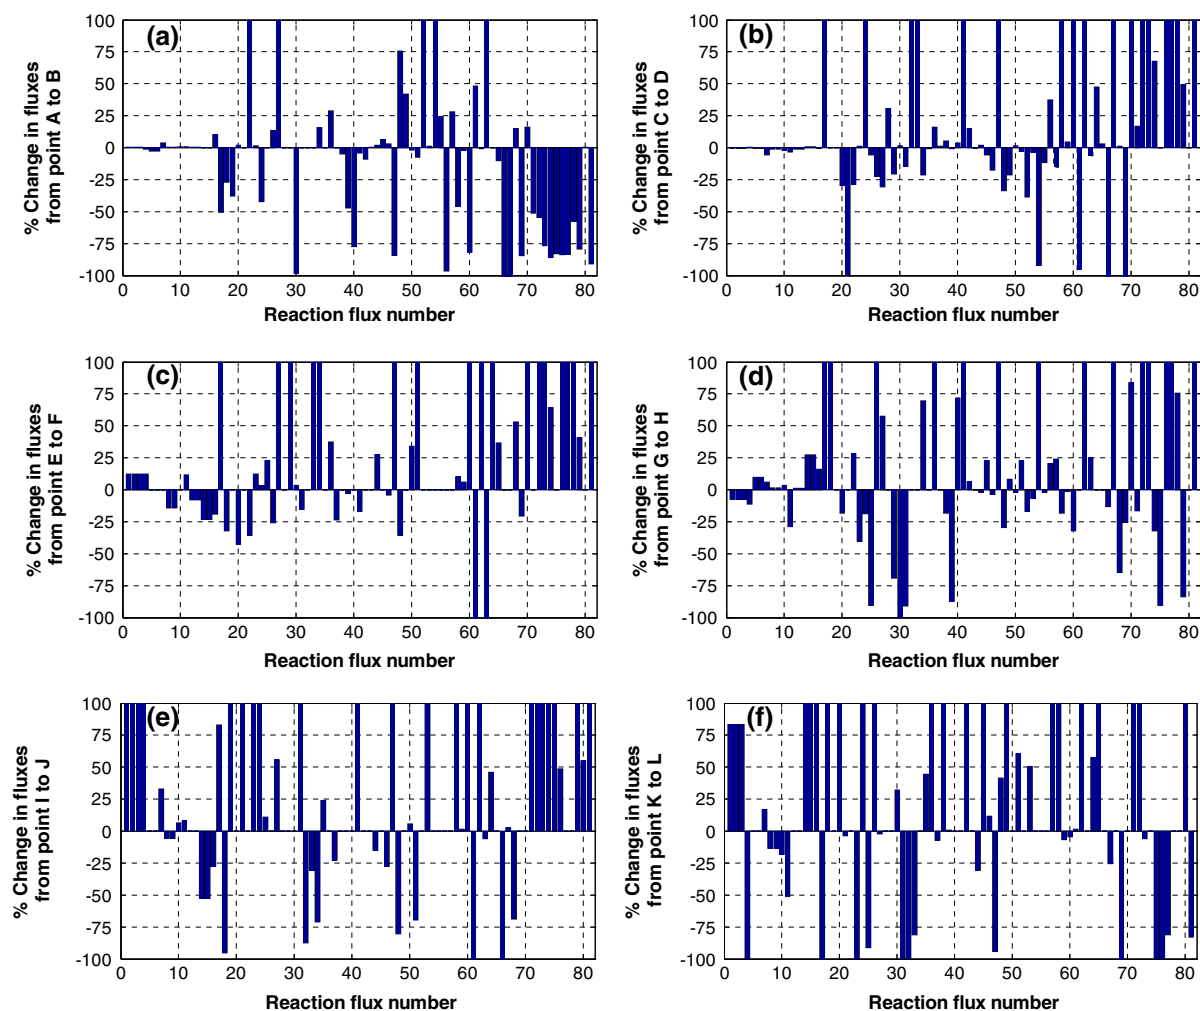 (a)
% Change in fluxes
from point A to B
100
75
50
25
0
-25
-50
-75
-100
0 10 20 30 40 50 60 70 80
Reaction flux number
(b)
% Change in fluxes
from point C to D
100
75
50
25
0
-25
-50
-75
-100
0 10 20 30 40 50 60 70 80
Reaction flux number
(c)
% Change in fluxes
from point E to F
100
75
50
25
0
-25
-50
-75
-100
0 10 20 30 40 50 60 70 80
Reaction flux number
(d)
% Change in fluxes
from point G to H
100
75
50
25
0
-25
-50
-75
-100
0 10 20 30 40 50 60 70 80
Reaction flux number
(e)
% Change in fluxes
from point I to J
100
75
50
25
0
-25
-50
-75
-100
0 10 20 30 40 50 60 70 80
Reaction flux number
(f)
% Change in fluxes
from point K to L
100
75
50
25
0
-25
-50
-75
-100
0 10 20 30 40 50 60 70 80
Reaction flux number